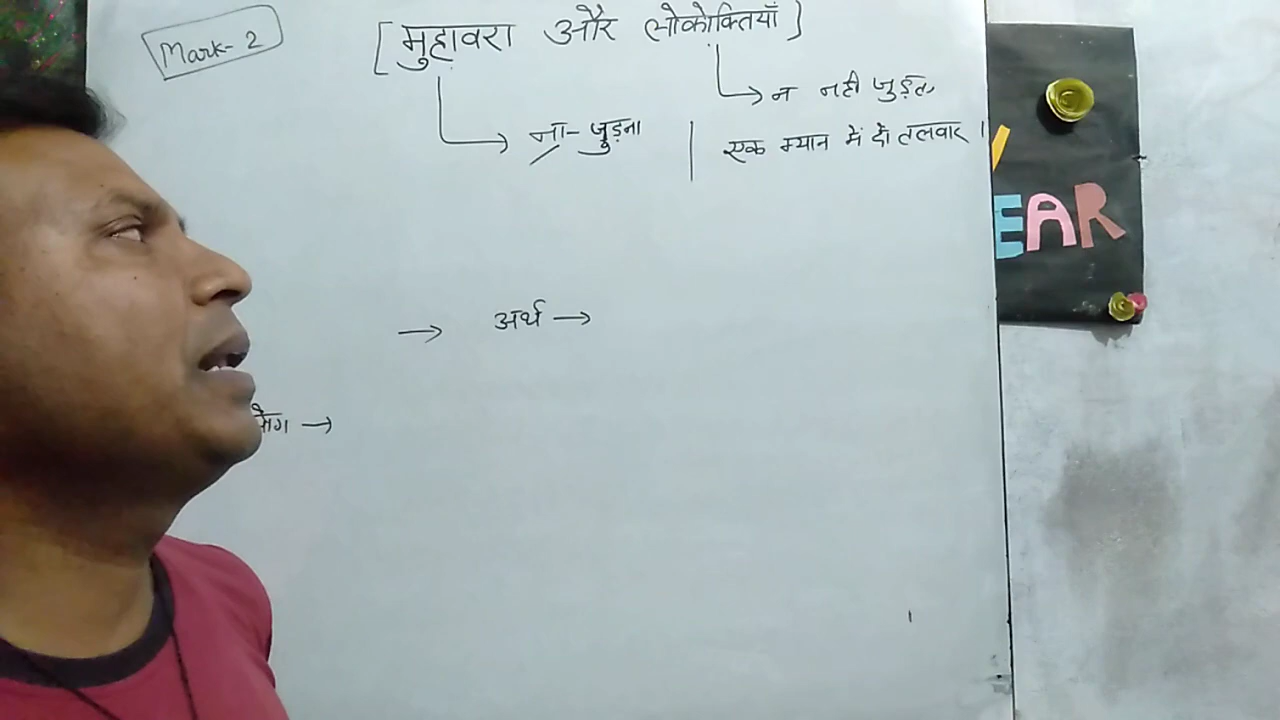 Mark-2
[मुहावरा और लोकोक्तियाँ]
→ न नही जुड़ता
→ ना-जुड़ना | एक म्यान में दो तलवार ।
EAR
→ अर्थ →
योग →